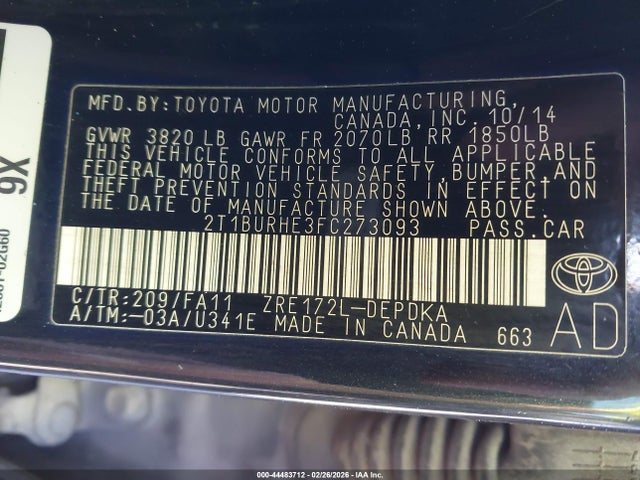 MFD.BY:TOYOTA MOTOR MANUFACTURING,
CANADA,INC. 10/14
GVWR 3820LB GAWR FR 2070LB RR 1850LB
THIS VEHICLE CONFORMS TO ALL APPLICABLE
FEDERAL MOTOR VEHICLE SAFETY,BUMPER,AND
THEFT PREVENTION STANDARDS IN EFFECT ON
THE DATE OF MANUFACTURE SHOWN ABOVE.
2T1BURHE3FC273093 PASS.CAR
C/TR:209/FA11 ZRE172L-DEPDKA
A/TM:-03A/U341E MADE IN CANADA 663
AD
000-44483712 - 02/26/2026 - IAA Inc.